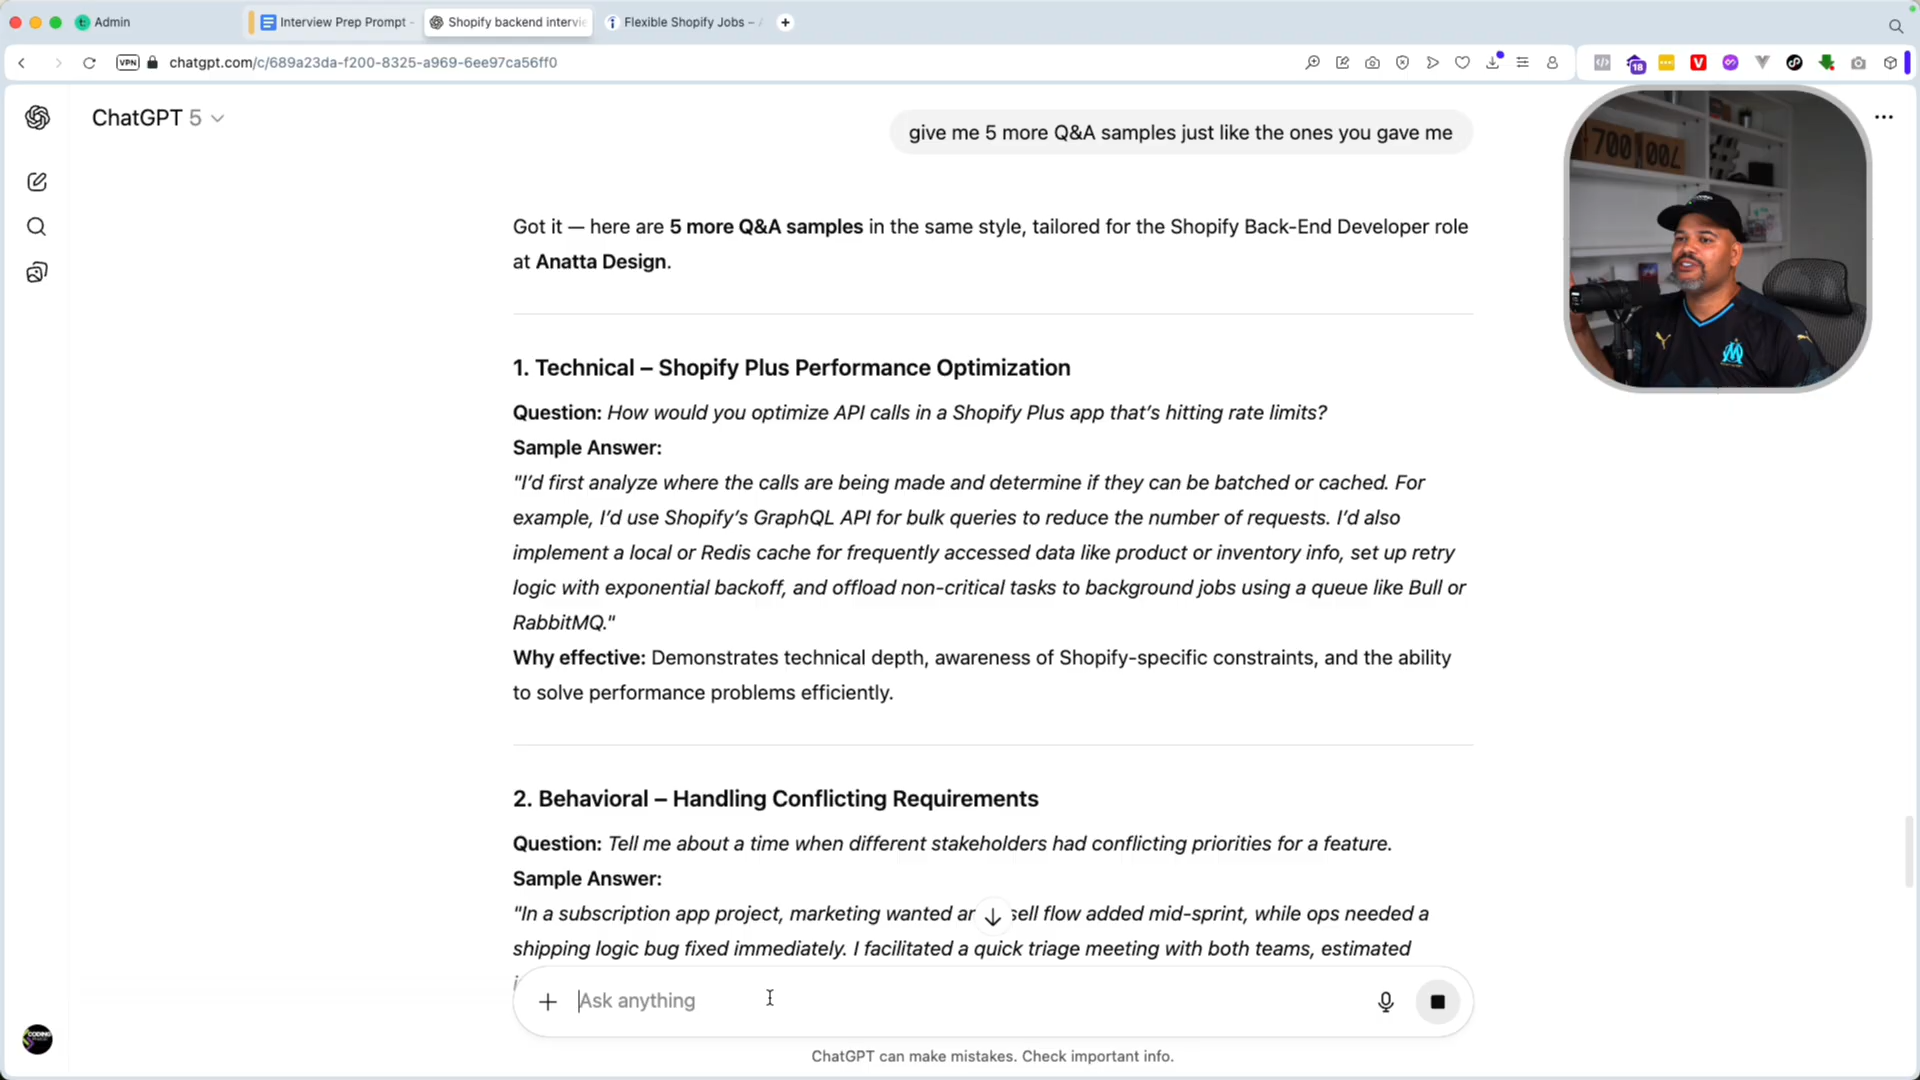 Admin
Interview Prep Prompt -
Shopify backend intervie
Flexible Shopify Jobs –
VPN
chatgpt.com/c/689a23da-f200-8325-a969-6ee97ca56ff0
18
ChatGPT 5
give me 5 more Q&A samples just like the ones you gave me
Got it — here are 5 more Q&A samples in the same style, tailored for the Shopify Back-End Developer role
at Anatta Design.
1. Technical – Shopify Plus Performance Optimization
Question: How would you optimize API calls in a Shopify Plus app that's hitting rate limits?
Sample Answer:
"I'd first analyze where the calls are being made and determine if they can be batched or cached. For
example, I'd use Shopify's GraphQL API for bulk queries to reduce the number of requests. I'd also
implement a local or Redis cache for frequently accessed data like product or inventory info, set up retry
logic with exponential backoff, and offload non-critical tasks to background jobs using a queue like Bull or
RabbitMQ."
Why effective: Demonstrates technical depth, awareness of Shopify-specific constraints, and the ability
to solve performance problems efficiently.
2. Behavioral – Handling Conflicting Requirements
Question: Tell me about a time when different stakeholders had conflicting priorities for a feature.
Sample Answer:
"In a subscription app project, marketing wanted an sell flow added mid-sprint, while ops needed a
shipping logic bug fixed immediately. I facilitated a quick triage meeting with both teams, estimated
Ask anything
ChatGPT can make mistakes. Check important info.